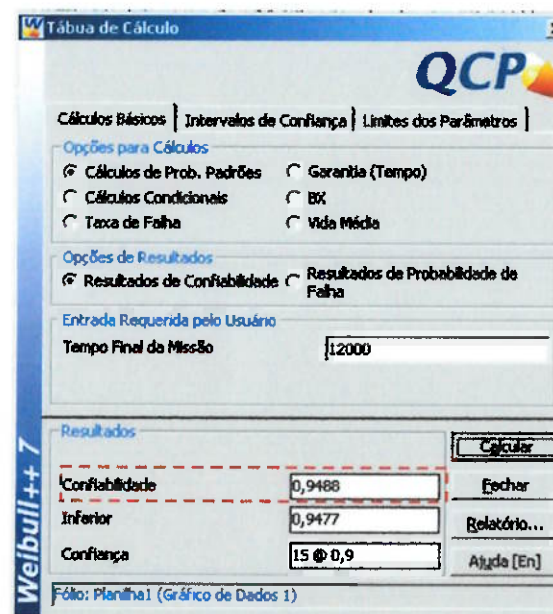 Tábua de Cálculo
QCP
Cálculos Básicos
Intervalos de Confiança
Limites dos Parâmetros
Opções para Cálculos
Cálculos de Prob. Padrões
Garantia (Tempo)
Cálculos Condicionais
BX
Taxa de Falha
Vida Média
Opções de Resultados
Resultados de Confiabilidade
Resultados de Probabilidade de
Falha
Entrada Requerida pelo Usuário
Tempo Final da Missão
12000
Resultados
Calcular
Confiabilidade
0,9488
Fechar
Inferior
0,9477
Relatório...
Confiança
15 @ 0,9
Ajuda [En]
Fólio: Planilha1 (Gráfico de Dados 1)
Weibull++ 7